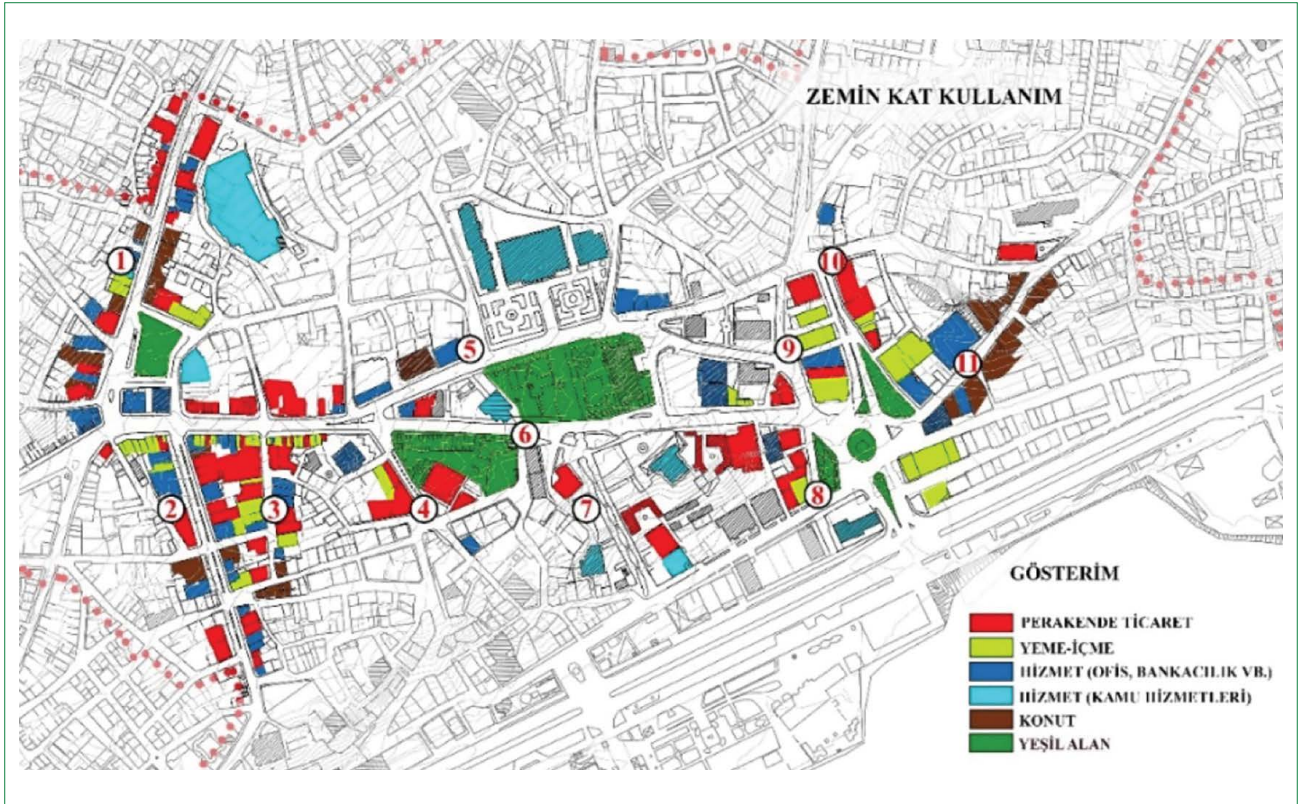 ZEMİN KAT KULLANIM
10
1
5
9
11
6
2
3
4
7
8
GÖSTERİM
PERAKENDE TİCARET
YEME-İÇME
HİZMET (OFİS, BANKACILIK VB.)
HİZMET (KAMU HİZMETLERİ)
KONUT
YEŞİL ALAN